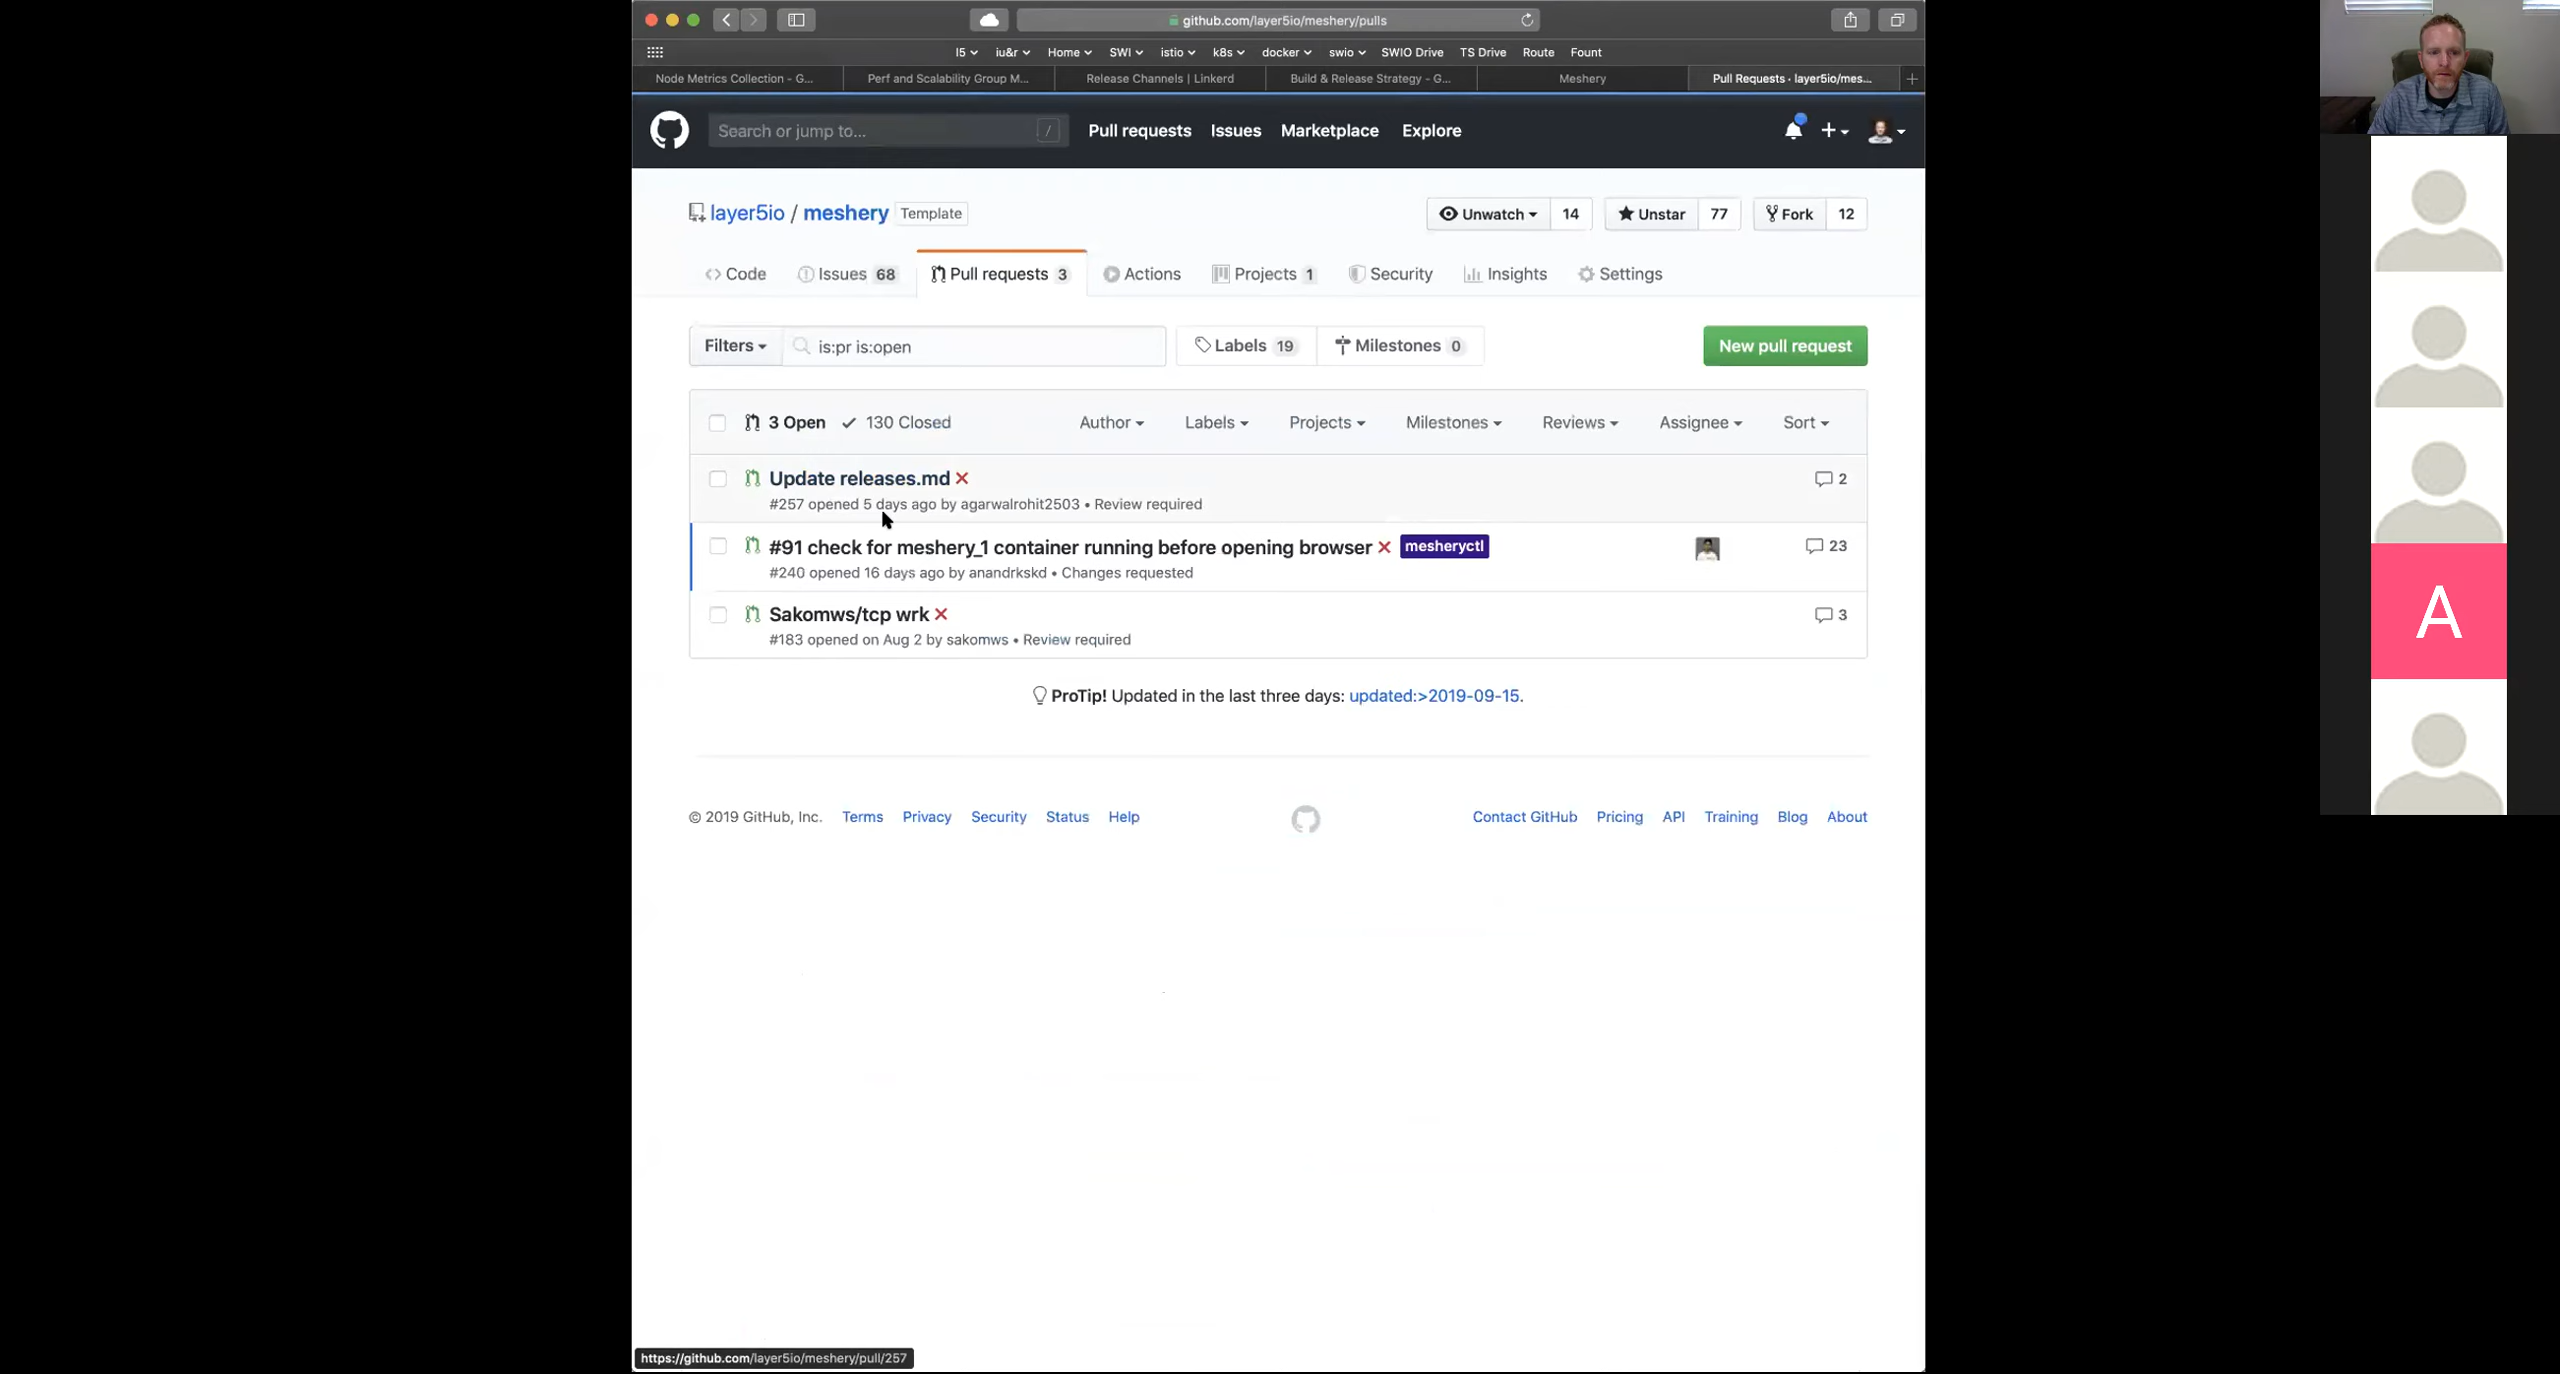 github.com/layer5io/meshery/pulls
l5 iu&r Home SWI istio k8s docker swio SWIO Drive TS Drive Route Fount
Node Metrics Collection - G... Perf and Scalability Group M... Release Channels | Linkerd Build & Release Strategy - G... Meshery Pull Requests · layer5io/mes...
Search or jump to... / Pull requests Issues Marketplace Explore
layer5io / meshery Template Unwatch 14 Unstar 77 Fork 12
Code Issues 68 Pull requests 3 Actions Projects 1 Security Insights Settings
Filters is:pr is:open Labels 19 Milestones 0 New pull request
3 Open 130 Closed Author Labels Projects Milestones Reviews Assignee Sort
Update releases.md 2
#257 opened 5 days ago by agarwalrohit2503 • Review required
#91 check for meshery_1 container running before opening browser mesheryctl 23
#240 opened 16 days ago by anandrkskd • Changes requested
Sakomws/tcp wrk 3
#183 opened on Aug 2 by sakomws • Review required
ProTip! Updated in the last three days: updated:>2019-09-15.
© 2019 GitHub, Inc. Terms Privacy Security Status Help Contact GitHub Pricing API Training Blog About
https://github.com/layer5io/meshery/pull/257
A